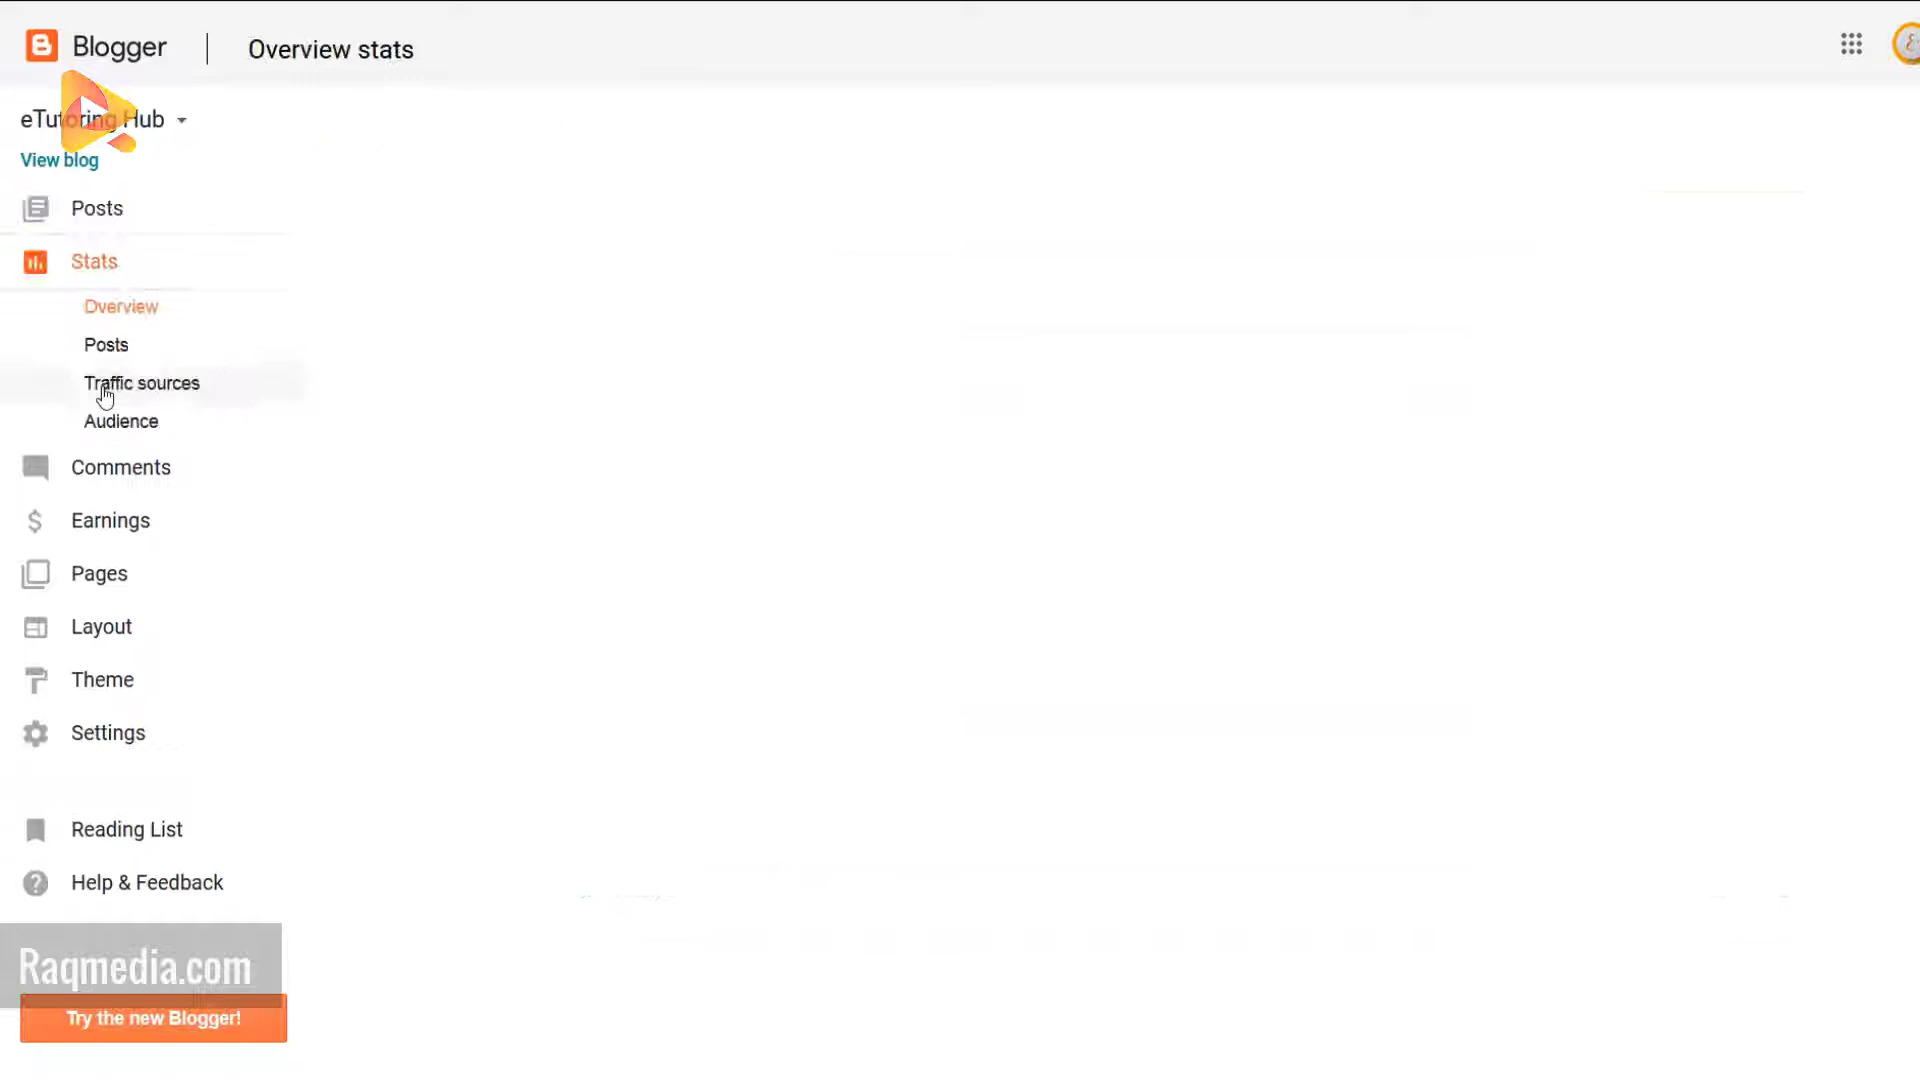 Blogger
Overview stats
eTutoring Hub
View blog
Posts
Stats
Overview
Posts
Traffic sources
Audience
Comments
Earnings
Pages
Layout
Theme
Settings
Reading List
Help & Feedback
Raqmedia.com
Try the new Blogger!